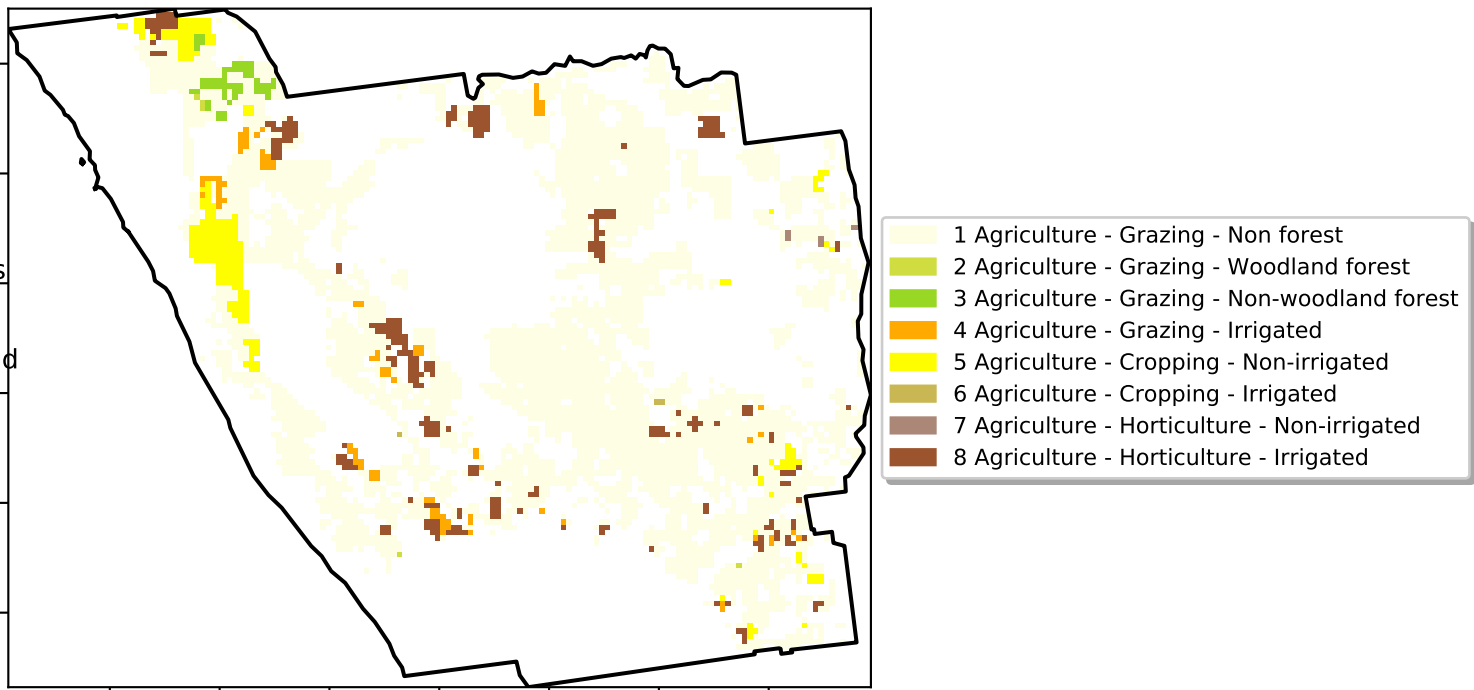 1 Agriculture - Grazing - Non forest
2 Agriculture - Grazing - Woodland forest
s
3 Agriculture - Grazing - Non-woodland forest
4 Agriculture - Grazing - Irrigated
d
5 Agriculture - Cropping - Non-irrigated
6 Agriculture - Cropping - Irrigated
7 Agriculture - Horticulture - Non-irrigated
8 Agriculture - Horticulture - Irrigated